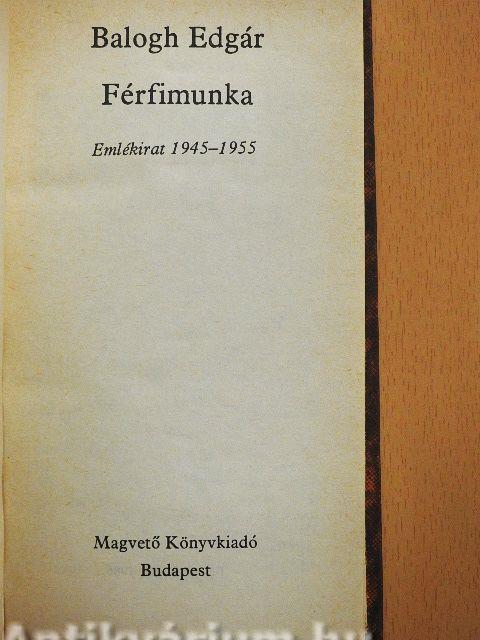 Balogh Edgár
Férfimunka
Emlékirat 1945–1955
Magvető Könyvkiadó
Budapest
Antikvárium.hu